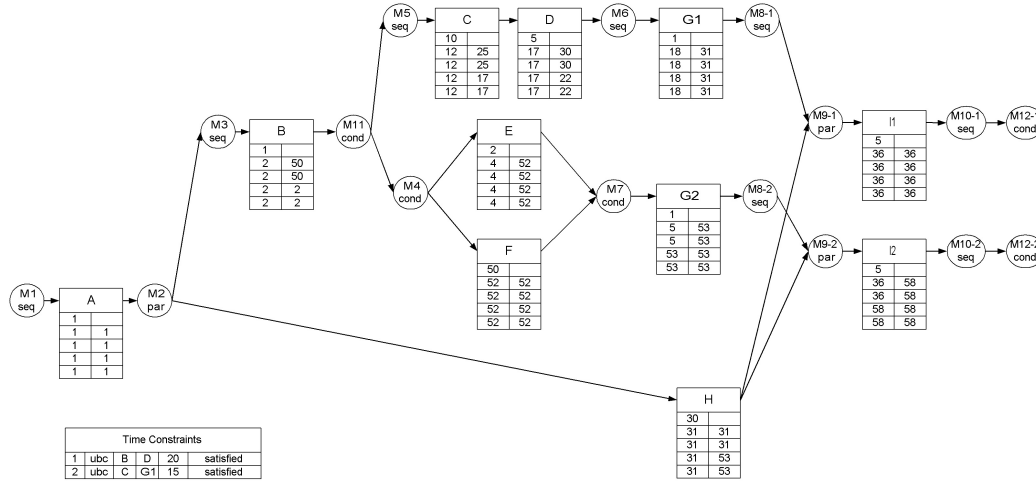 M5
seq
C
10
12 25
12 25
12 17
12 17
D
5
17 30
17 30
17 22
17 22
M6
seq
G1
1
18 31
18 31
18 31
18 31
M8-1
seq
M3
seq
B
1
2 50
2 50
2 2
2 2
M11
cond
E
2
4 52
4 52
4 52
4 52
M9-1
par
I1
5
36 36
36 36
36 36
36 36
M10-1
seq
M12-1
cond
M4
cond
M7
cond
G2
1
5 53
5 53
53 53
53 53
M8-2
seq
F
50
52 52
52 52
52 52
52 52
M9-2
par
I2
5
36 58
36 58
58 58
58 58
M10-2
seq
M12-2
cond
M1
seq
A
1
1 1
1 1
1 1
1 1
M2
par
H
30
31 31
31 31
31 53
31 53
Time Constraints
1 ubc B D 20 satisfied
2 ubc C G1 15 satisfied